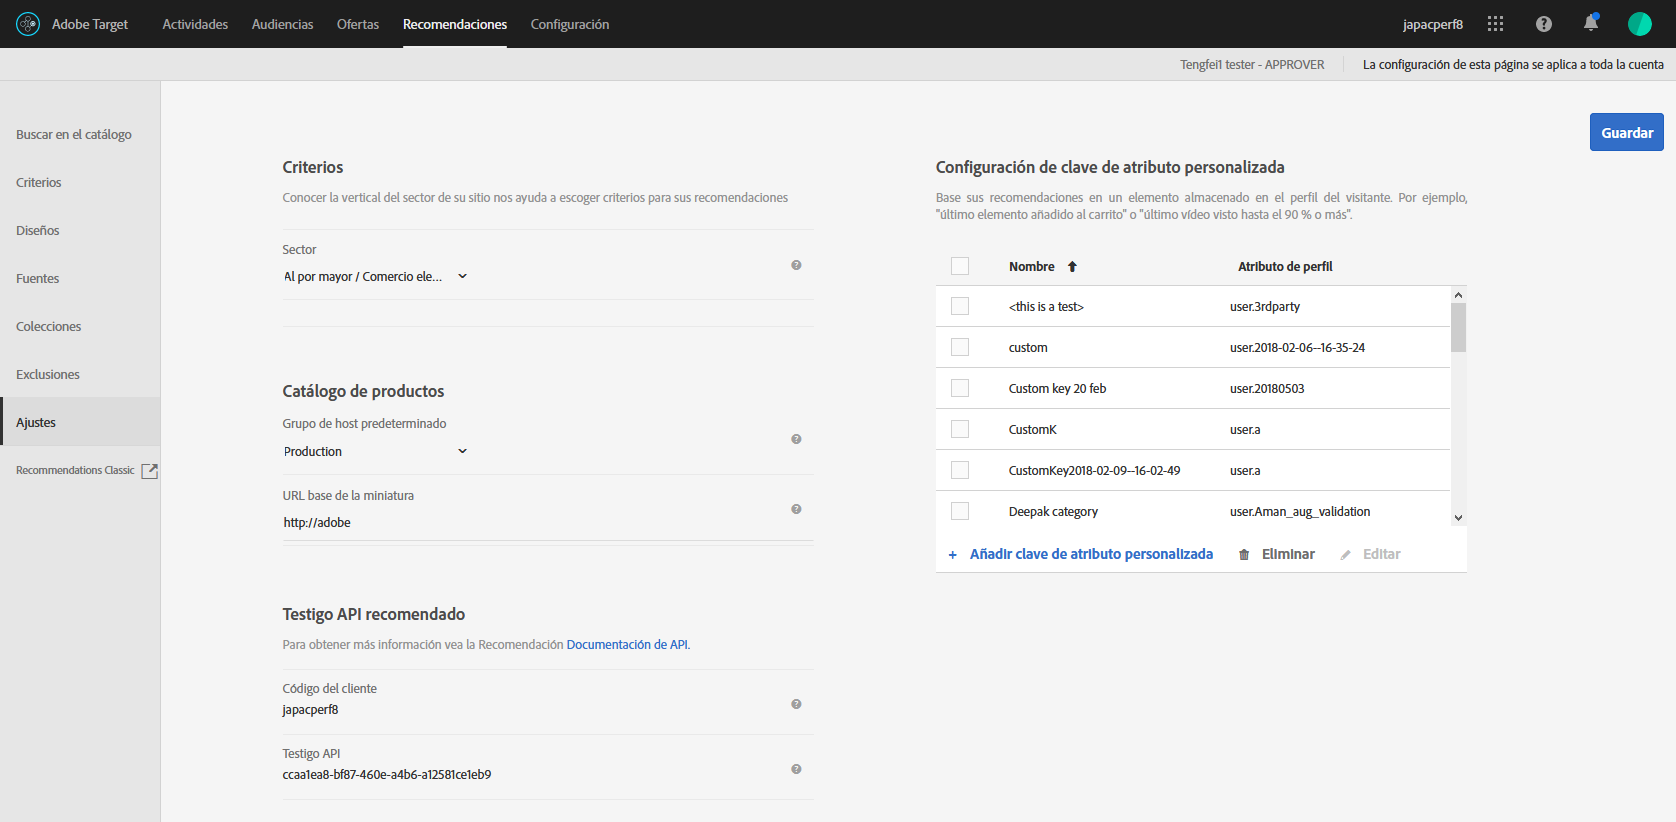 Adobe Target
Actividades
Audiencias
Ofertas
Recomendaciones
Configuración
japacperf8
Tengfei1 tester - APPROVER
La configuración de esta página se aplica a toda la cuenta
Buscar en el catálogo
Criterios
Diseños
Fuentes
Colecciones
Exclusiones
Ajustes
Recommendations Classic
Guardar
Criterios
Conocer la vertical del sector de su sitio nos ayuda a escoger criterios para sus recomendaciones
Sector
Al por mayor / Comercio ele...
Catálogo de productos
Grupo de host predeterminado
Production
URL base de la miniatura
http://adobe
Testigo API recomendado
Para obtener más información vea la Recomendación Documentación de API.
Código del cliente
japacperf8
Testigo API
ccaa1ea8-bf87-460e-a4b6-a12581ce1eb9
Configuración de clave de atributo personalizada
Base sus recomendaciones en un elemento almacenado en el perfil del visitante. Por ejemplo,
"último elemento añadido al carrito" o "último vídeo visto hasta el 90 % o más".
Nombre Atributo de perfil
<this is a test> user.3rdparty
custom user.2018-02-06--16-35-24
Custom key 20 feb user.20180503
CustomK user.a
CustomKey2018-02-09--16-02-49 user.a
Deepak category user.Aman_aug_validation
+ Añadir clave de atributo personalizada Eliminar Editar